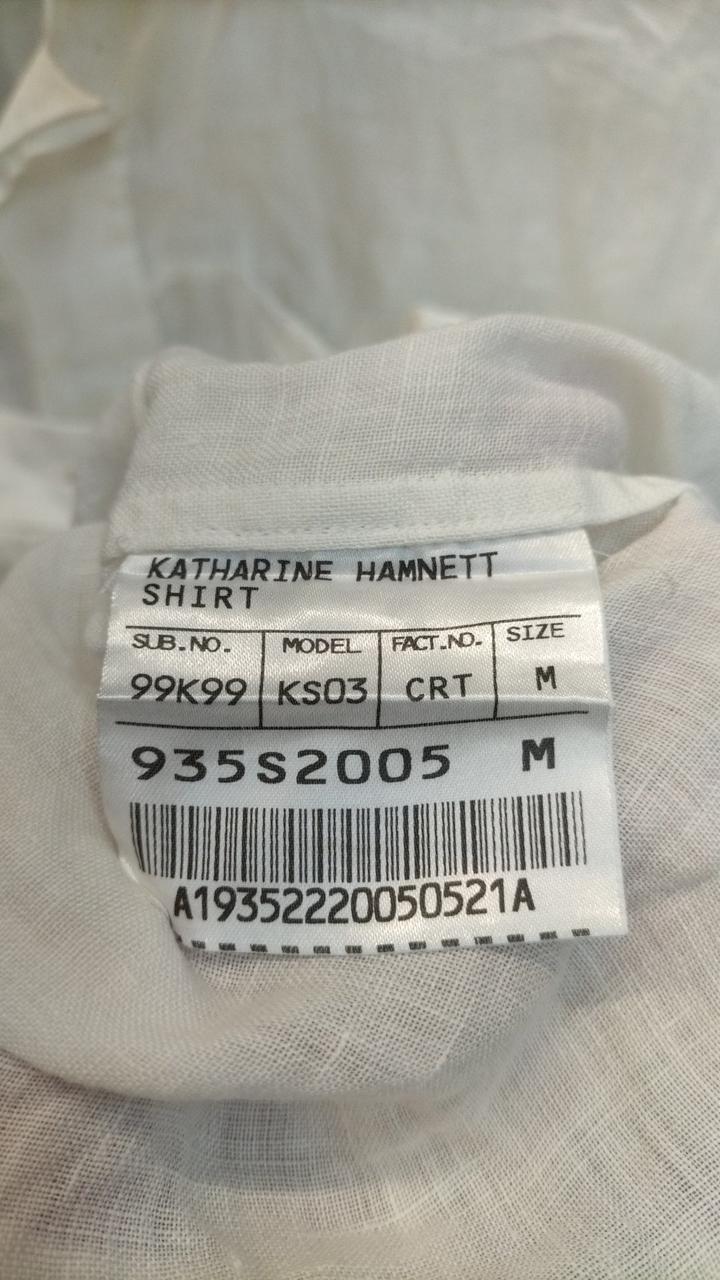 KATHARINE HAMNETT
SHIRT
SUB.NO. MODEL FACT.NO. SIZE
99K99 KS03 CRT M
935S2005 M
A19352220050521A